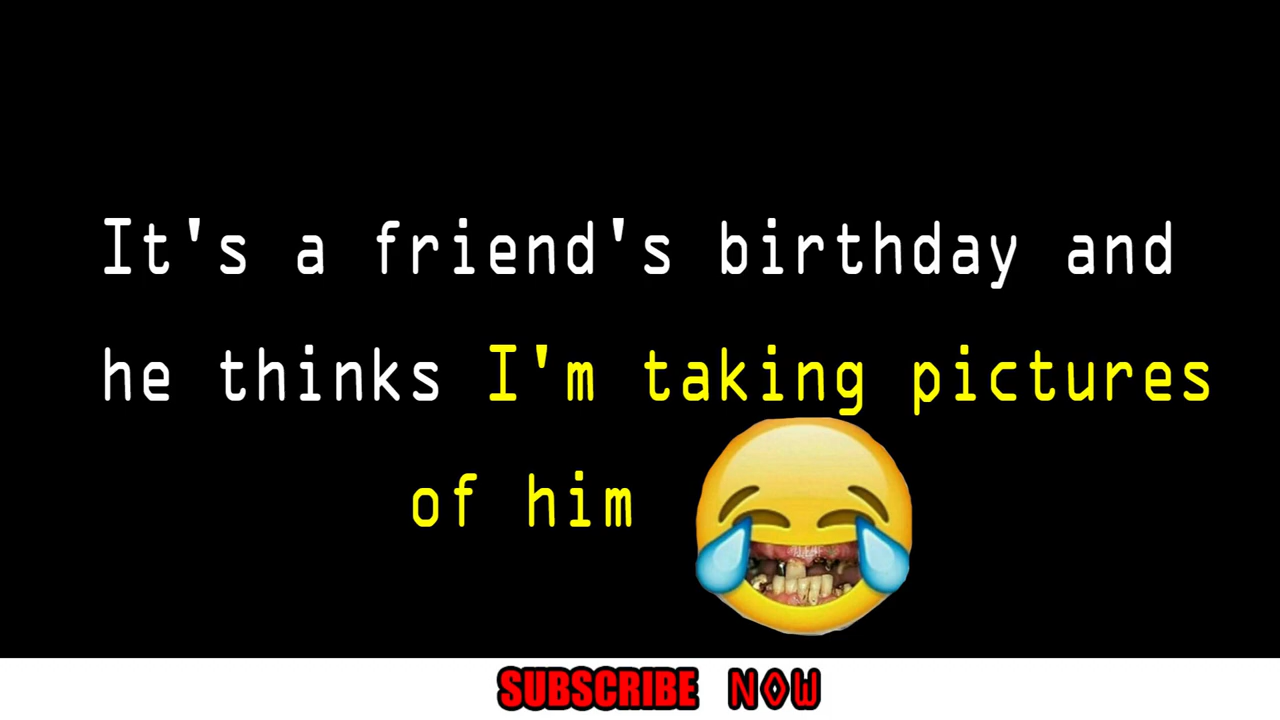 It's a friend's birthday and
he thinks I'm taking pictures
of him
SUBSCRIBE NOW